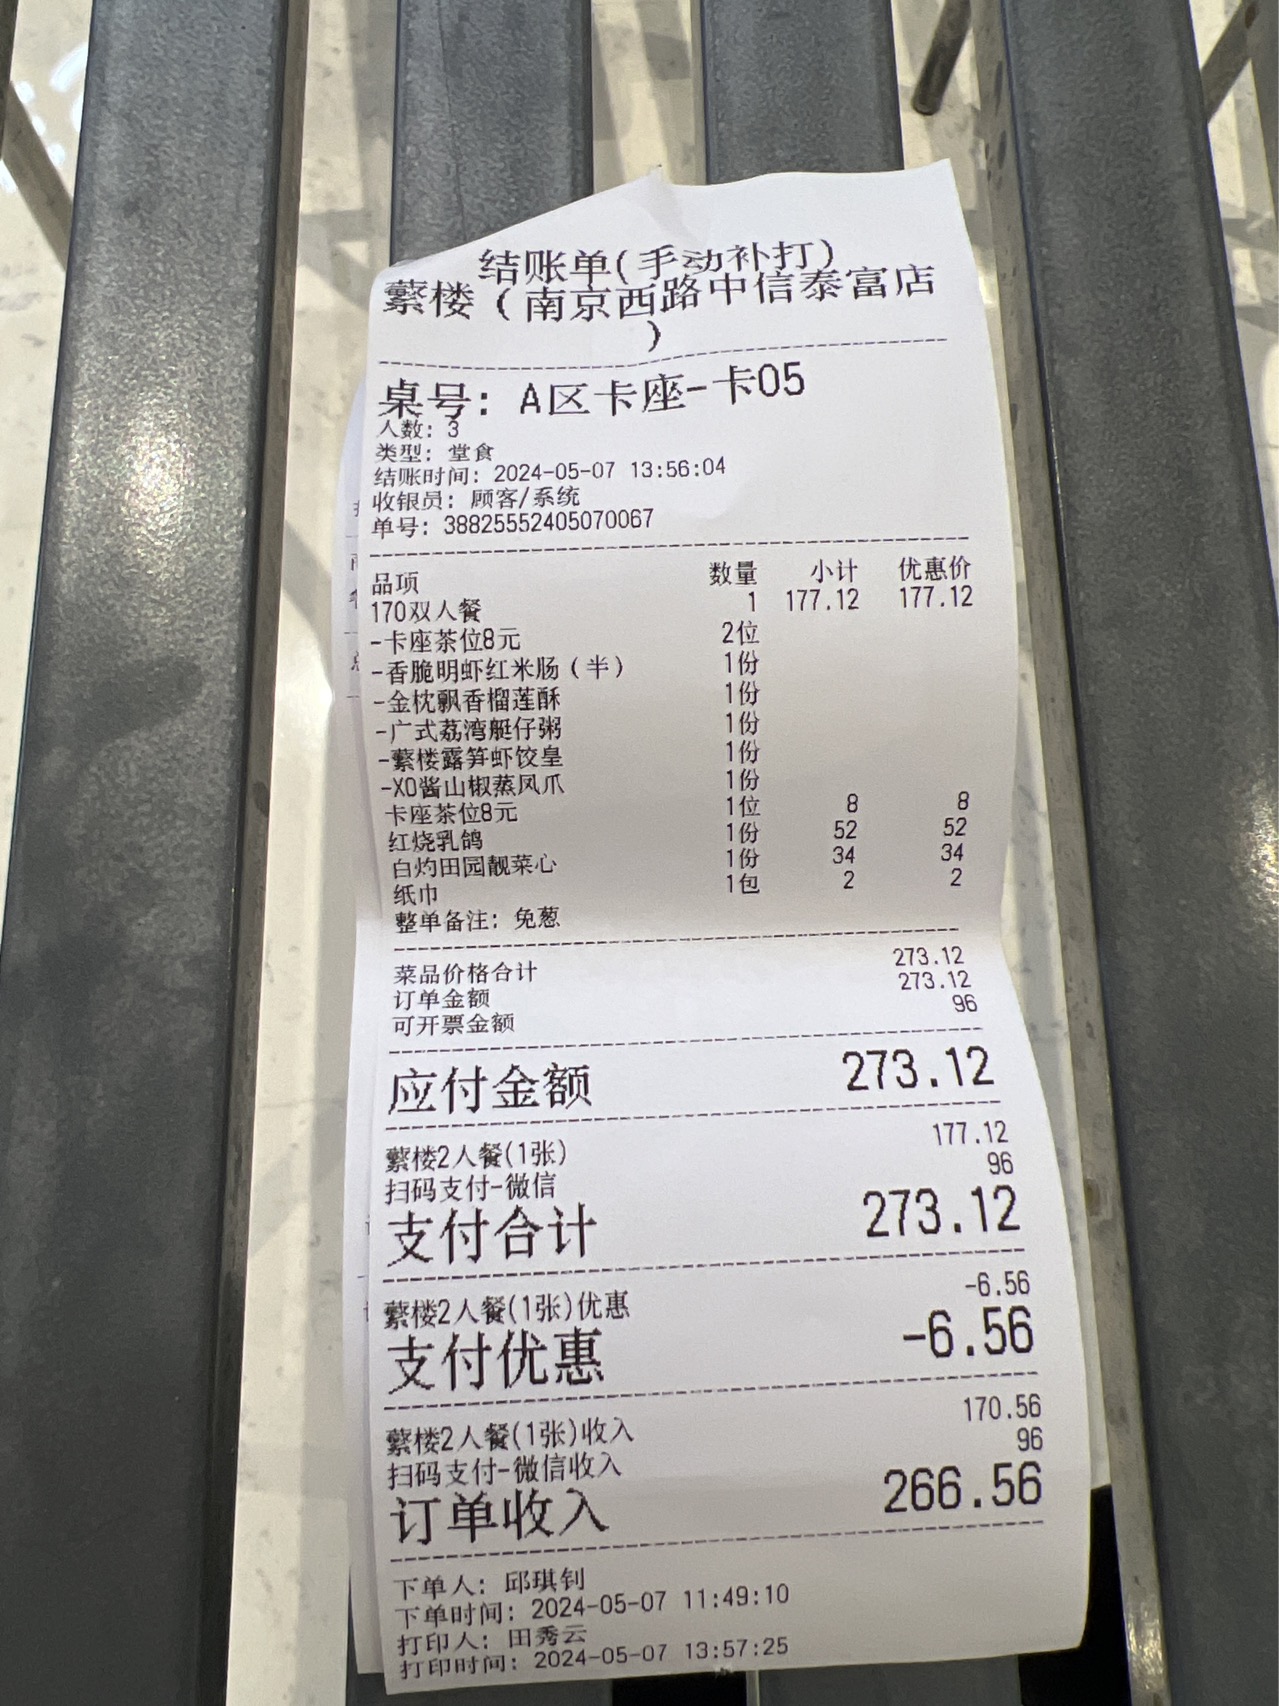 结账单(手动补打)
蘩楼(南京西路中信泰富店
)
桌号: A区卡座-卡05
人数: 3
类型: 堂食
结账时间: 2024-05-07 13:56:04
收银员: 顾客/系统
单号: 38825552405070067
品项 数量 小计 优惠价
170双人餐 1 177.12 177.12
-卡座茶位8元 2位
-香脆明虾红米肠(半) 1份
-金枕飘香榴莲酥 1份
-广式荔湾艇仔粥 1份
-蘩楼露笋虾饺皇 1份
-XO酱山椒蒸凤爪 1份
卡座茶位8元 1位 8 8
红烧乳鸽 1份 52 52
白灼田园靓菜心 1份 34 34
纸巾 1包 2 2
整单备注: 免葱
菜品价格合计 273.12
订单金额 273.12
可开票金额 96
应付金额 273.12
蘩楼2人餐(1张) 177.12
扫码支付-微信 96
支付合计 273.12
蘩楼2人餐(1张)优惠 -6.56
支付优惠 -6.56
蘩楼2人餐(1张)收入 170.56
扫码支付-微信收入 96
订单收入 266.56
下单人: 邱琪钊
下单时间: 2024-05-07 11:49:10
打印人: 田秀云
打印时间: 2024-05-07 13:57:25